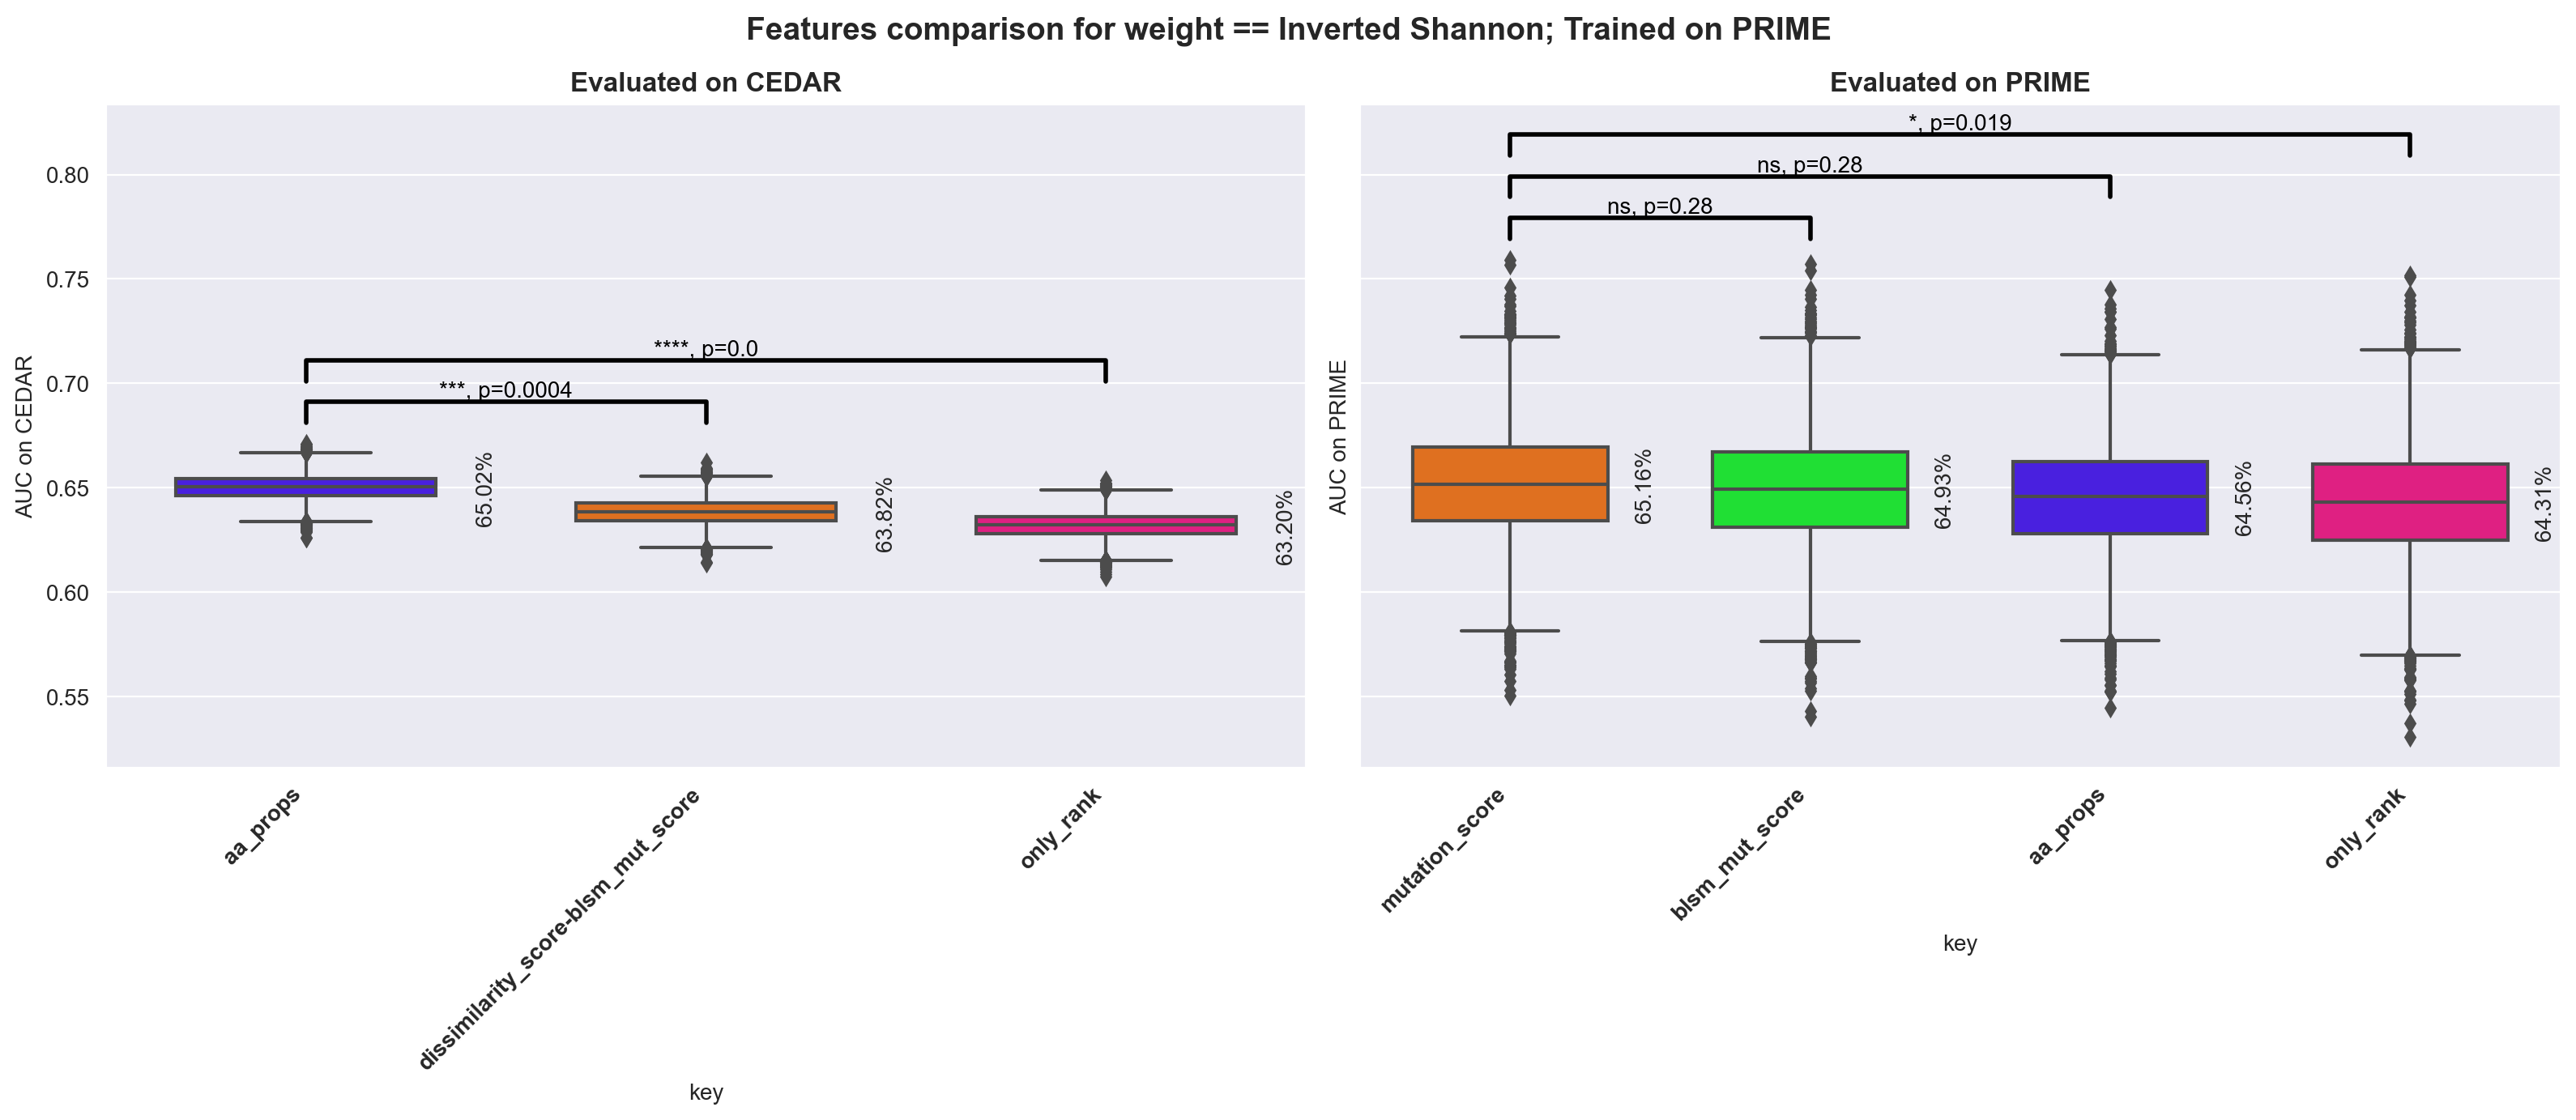 Features comparison for weight == Inverted Shannon; Trained on PRIME
Evaluated on CEDAR
AUC on CEDAR
0.80
0.75
0.70
0.65
0.60
0.55
****, p=0.0
***, p=0.0004
65.02%
63.82%
63.20%
aa_props
dissimilarity_score-blsm_mut_score
only_rank
key
Evaluated on PRIME
AUC on PRIME
*, p=0.019
ns, p=0.28
ns, p=0.28
65.16%
64.93%
64.56%
64.31%
mutation_score
blsm_mut_score
aa_props
only_rank
key